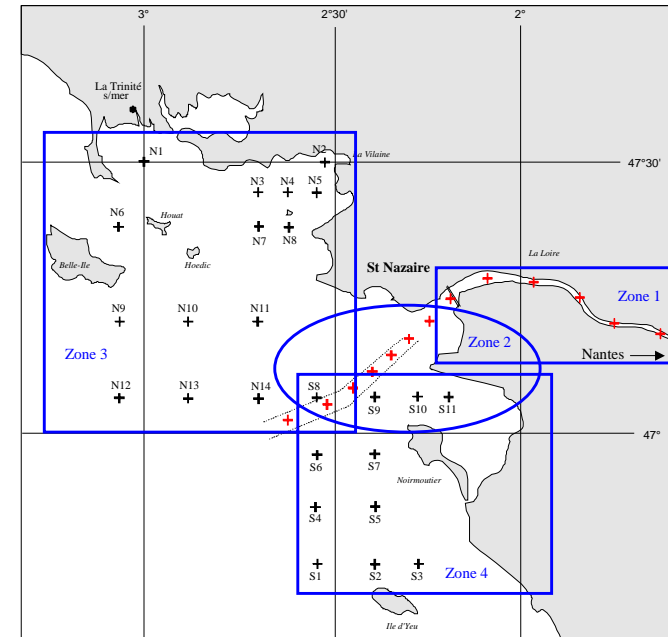 3° 2°30' 2°
La Trinité
s/mer
N1 N2 La Vilaine 47°30'
N3 N4 N5
N6 Houat N7 N8
Belle-Ile Hoedic
La Loire
St Nazaire
Zone 1
N9 N10 N11
Zone 3 Zone 2
Nantes
N12 N13 N14 S8 S9 S10 S11
47°
S6 S7
Noirmoutier
S4 S5
S1 S2 S3 Zone 4
Ile d'Yeu